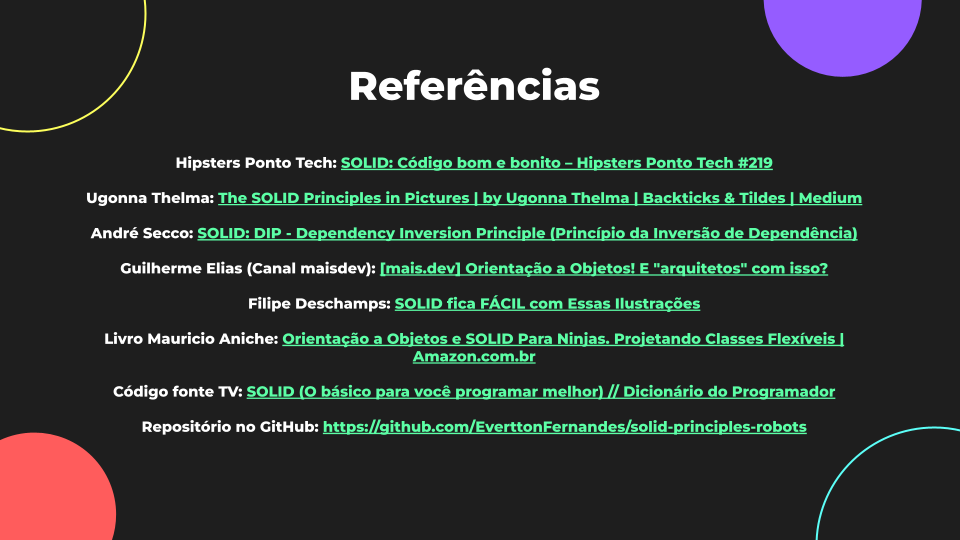 Referências
Hipsters Ponto Tech: SOLID: Código bom e bonito – Hipsters Ponto Tech #219
Ugonna Thelma: The SOLID Principles in Pictures | by Ugonna Thelma | Backticks & Tildes | Medium
André Secco: SOLID: DIP - Dependency Inversion Principle (Princípio da Inversão de Dependência)
Guilherme Elias (Canal maisdev): [mais.dev] Orientação a Objetos! E "arquitetos" com isso?
Filipe Deschamps: SOLID fica FÁCIL com Essas Ilustrações
Livro Mauricio Aniche: Orientação a Objetos e SOLID Para Ninjas. Projetando Classes Flexíveis |
Amazon.com.br
Código fonte TV: SOLID (O básico para você programar melhor) // Dicionário do Programador
Repositório no GitHub: https://github.com/EverttonFernandes/solid-principles-robots